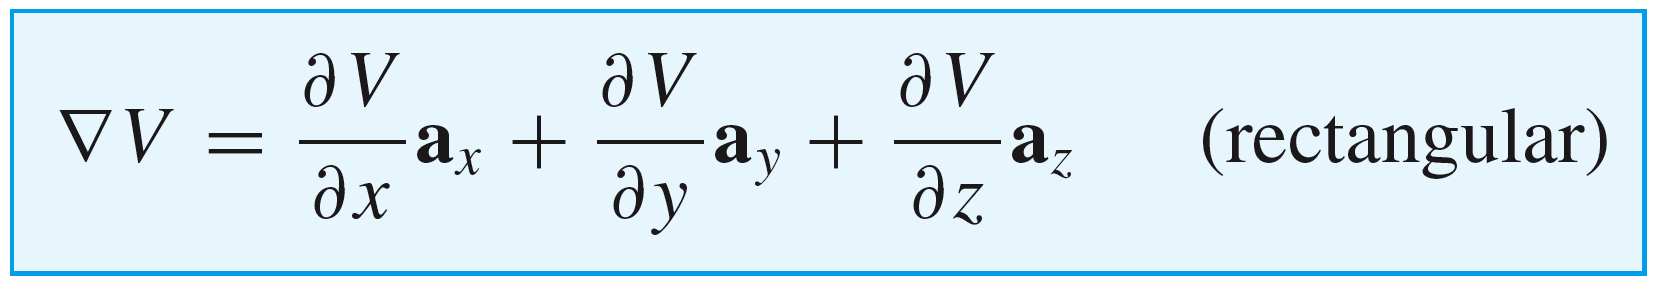 ∇V = ∂V/∂x a_x + ∂V/∂y a_y + ∂V/∂z a_z (rectangular)